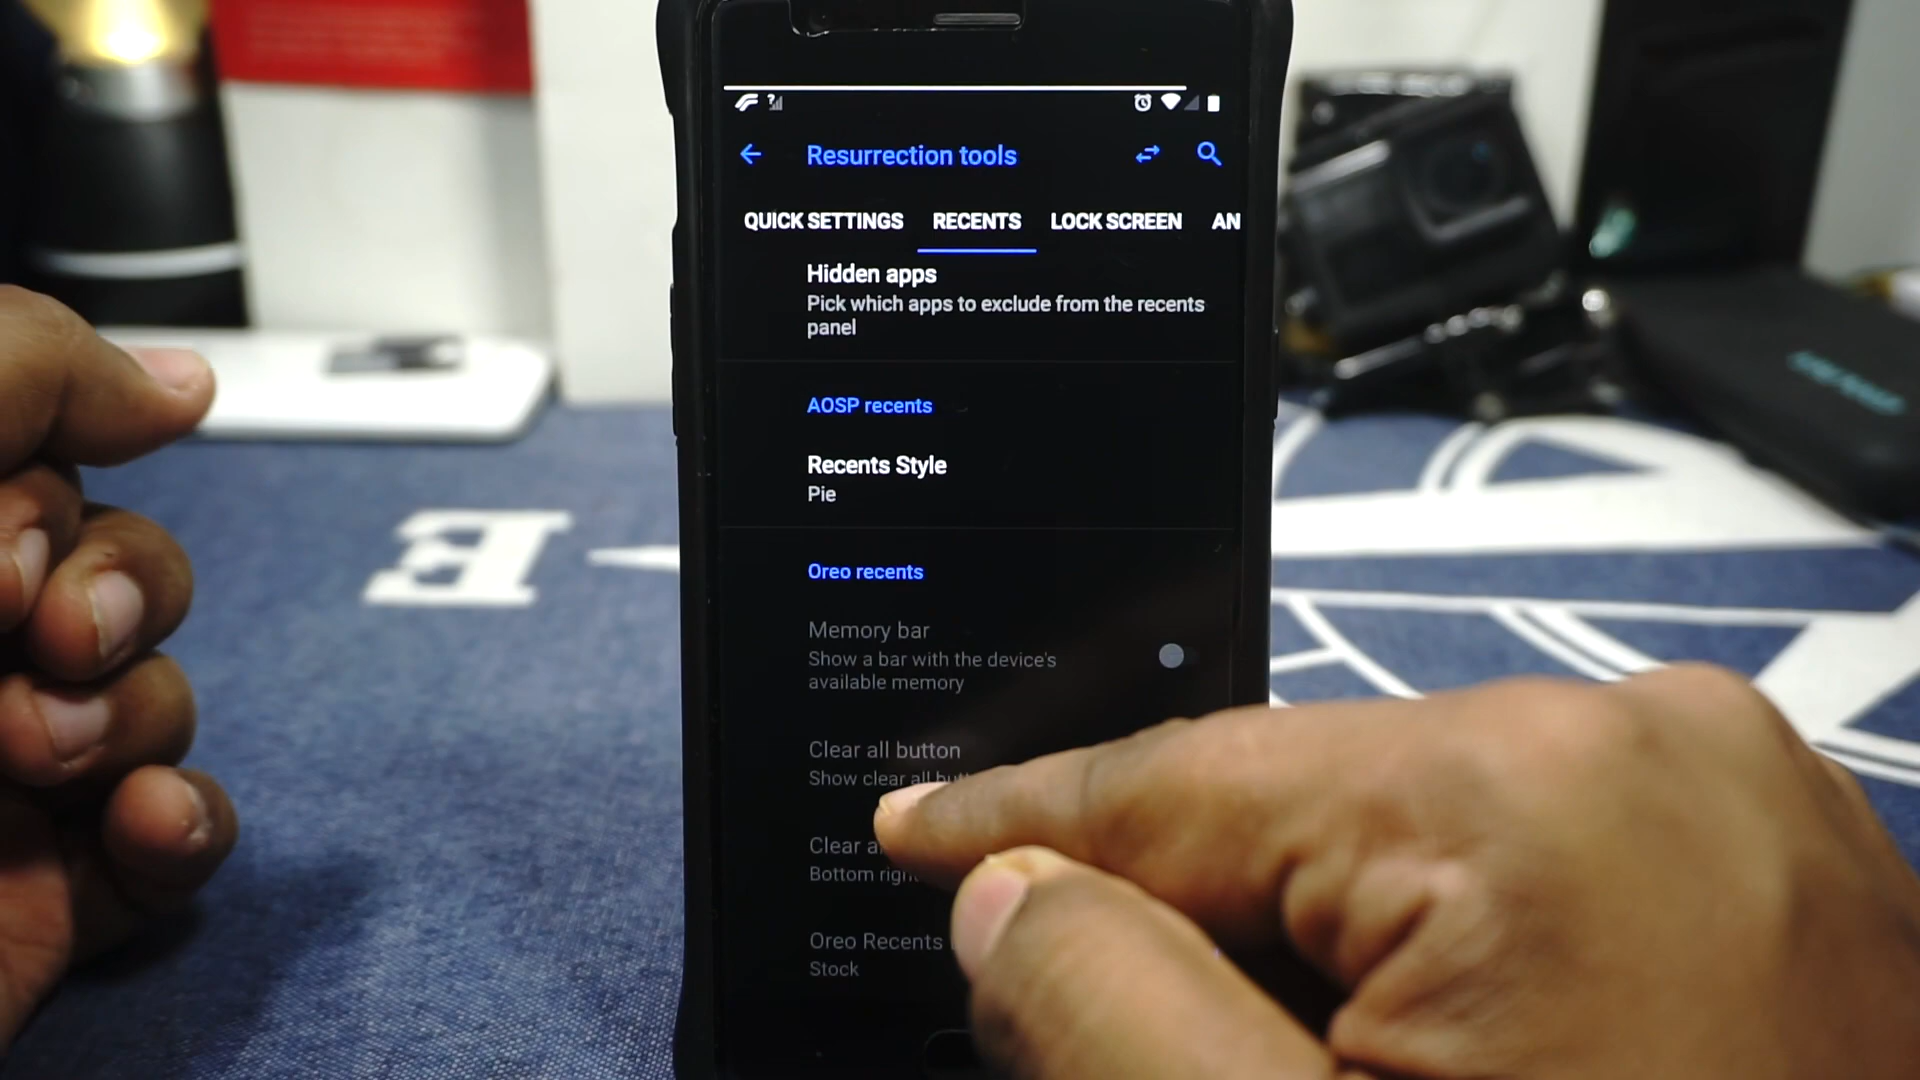 Resurrection tools
QUICK SETTINGS RECENTS LOCK SCREEN AN
Hidden apps
Pick which apps to exclude from the recents
panel
AOSP recents
Recents Style
Pie
Oreo recents
Memory bar
Show a bar with the device's
available memory
Clear all button
Show clear all
Clear
Bottom right
Oreo Recents
Stock
E